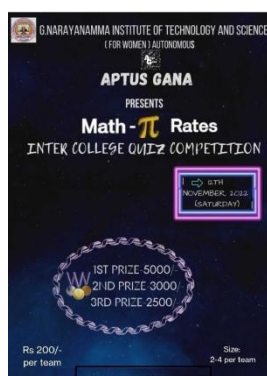 G.NARAYANAMMA INSTITUTE OF TECHNOLOGY AND SCIENCE
( FOR WOMEN ) AUTONOMOUS
APTUS GANA
PRESENTS
Math - π Rates
INTER COLLEGE QUIZ COMPETITION
12TH
NOVEMBER, 2022
(SATURDAY)
1ST PRIZE-5000/-
2ND PRIZE-3000/-
3RD PRIZE-2500/-
Rs 200/-
per team
Size:
2-4 per team